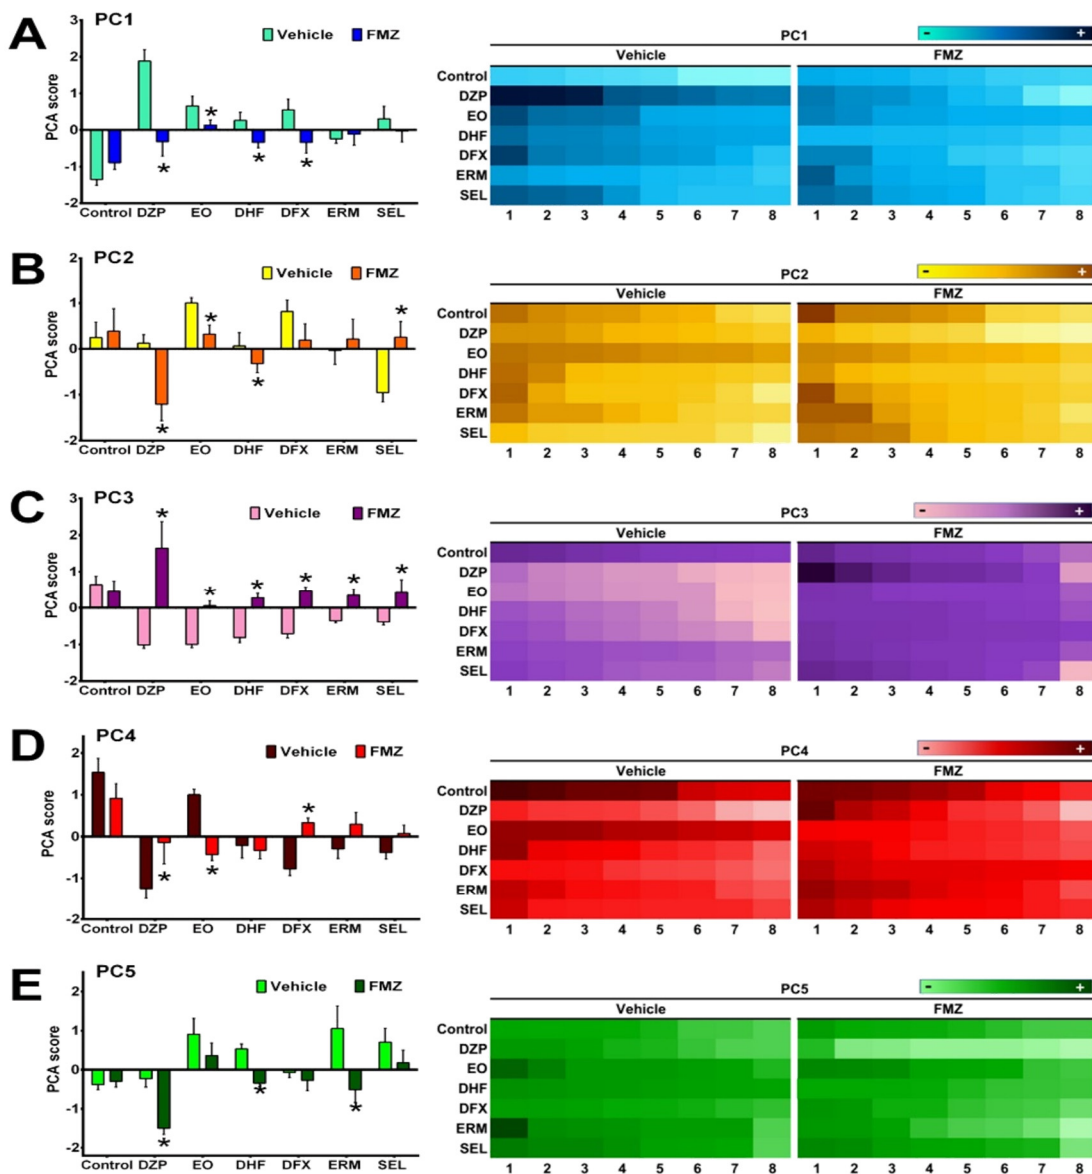 A PC1
Vehicle FMZ
PCA score
3
2
1
0
-1
-2
* * * *
Control DZP EO DHF DFX ERM SEL
PC1 - +
Vehicle FMZ
Control
DZP
EO
DHF
DFX
ERM
SEL
1 2 3 4 5 6 7 8 1 2 3 4 5 6 7 8
B PC2
Vehicle FMZ
PCA score
2
1
0
-1
-2
* * * *
Control DZP EO DHF DFX ERM SEL
PC2 - +
Vehicle FMZ
Control
DZP
EO
DHF
DFX
ERM
SEL
1 2 3 4 5 6 7 8 1 2 3 4 5 6 7 8
C PC3
Vehicle FMZ
PCA score
3
2
1
0
-1
-2
* * * * * *
Control DZP EO DHF DFX ERM SEL
PC3 - +
Vehicle FMZ
Control
DZP
EO
DHF
DFX
ERM
SEL
1 2 3 4 5 6 7 8 1 2 3 4 5 6 7 8
D PC4
Vehicle FMZ
PCA score
2
1
0
-1
-2
* * *
Control DZP EO DHF DFX ERM SEL
PC4 - +
Vehicle FMZ
Control
DZP
EO
DHF
DFX
ERM
SEL
1 2 3 4 5 6 7 8 1 2 3 4 5 6 7 8
E PC5
Vehicle FMZ
PCA score
2
1
0
-1
-2
* * *
Control DZP EO DHF DFX ERM SEL
PC5 - +
Vehicle FMZ
Control
DZP
EO
DHF
DFX
ERM
SEL
1 2 3 4 5 6 7 8 1 2 3 4 5 6 7 8